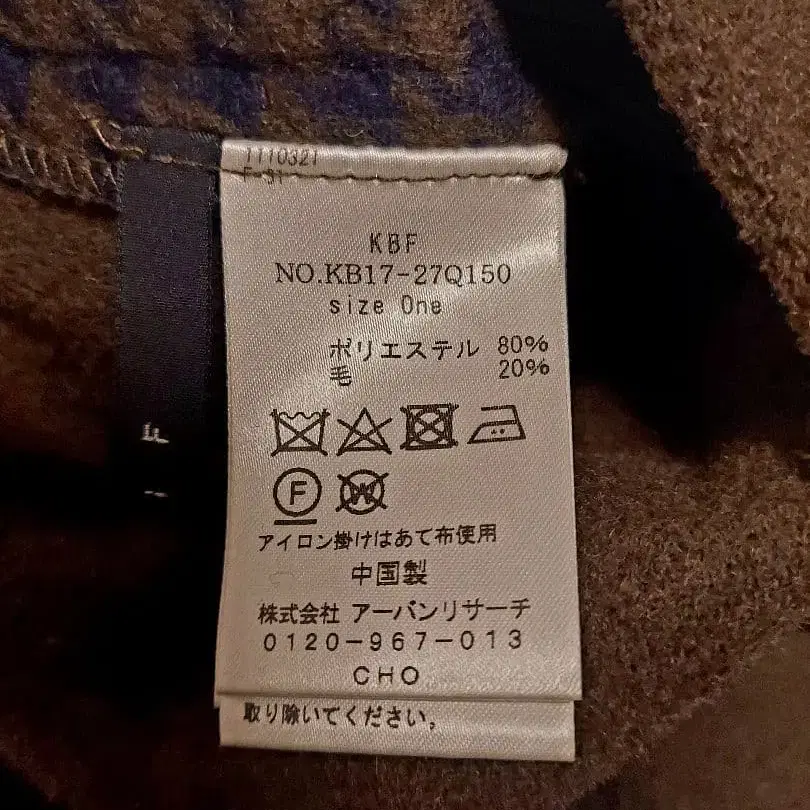 1110321
F-31
KBF
NO.KB17-27Q150
size One
ポリエステル 80%
毛 20%
F W
アイロン掛けはあて布使用
中国製
株式会社 アーバンリサーチ
0120-967-013
CHO
取り除いてください。